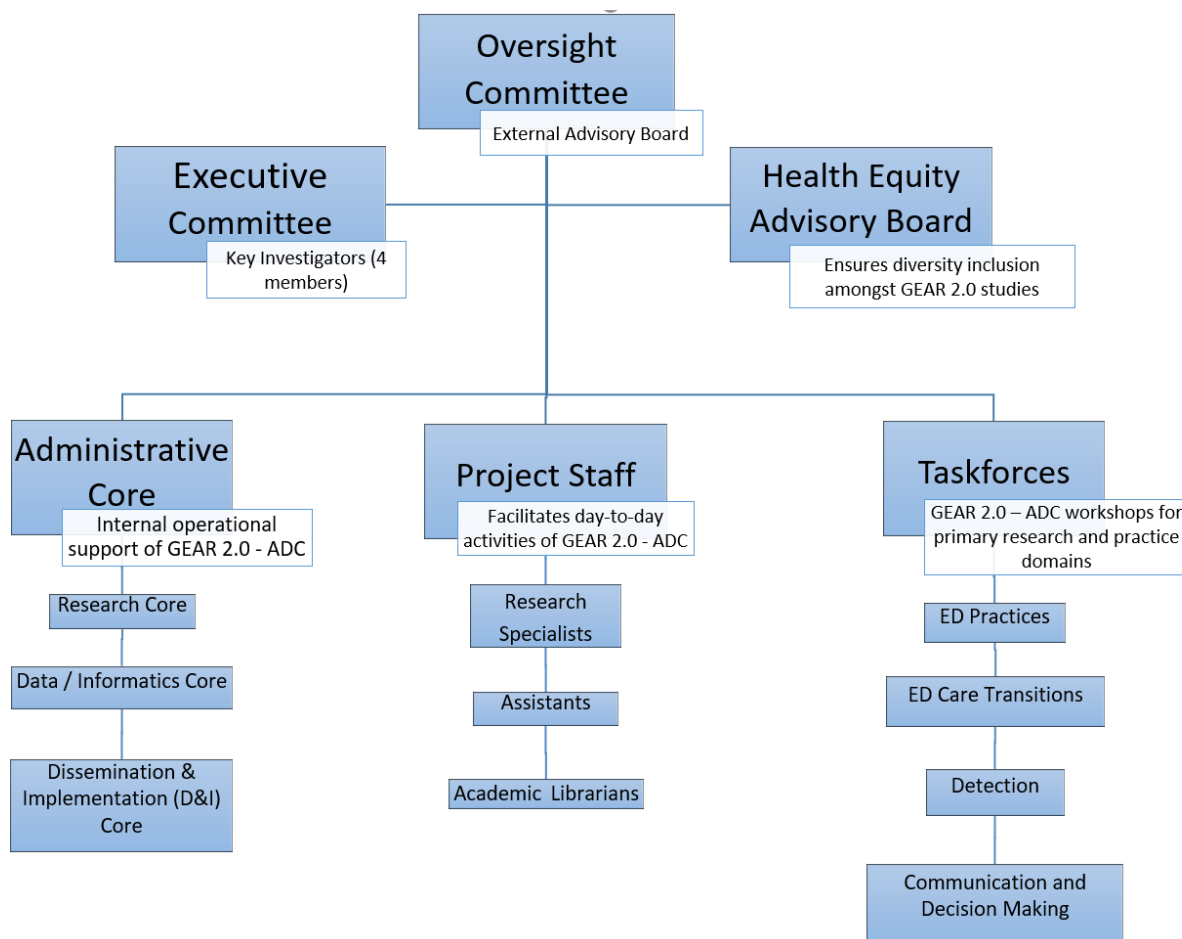 Oversight
Committee
External Advisory Board
Executive
Committee
Key Investigators (4
members)
Health Equity
Advisory Board
Ensures diversity inclusion
amongst GEAR 2.0 studies
Administrative
Core
Internal operational
support of GEAR 2.0 - ADC
Research Core
Data / Informatics Core
Dissemination &
Implementation (D&I)
Core
Project Staff
Facilitates day-to-day
activities of GEAR 2.0 - ADC
Research
Specialists
Assistants
Academic Librarians
Taskforces
GEAR 2.0 – ADC workshops for
primary research and practice
domains
ED Practices
ED Care Transitions
Detection
Communication and
Decision Making